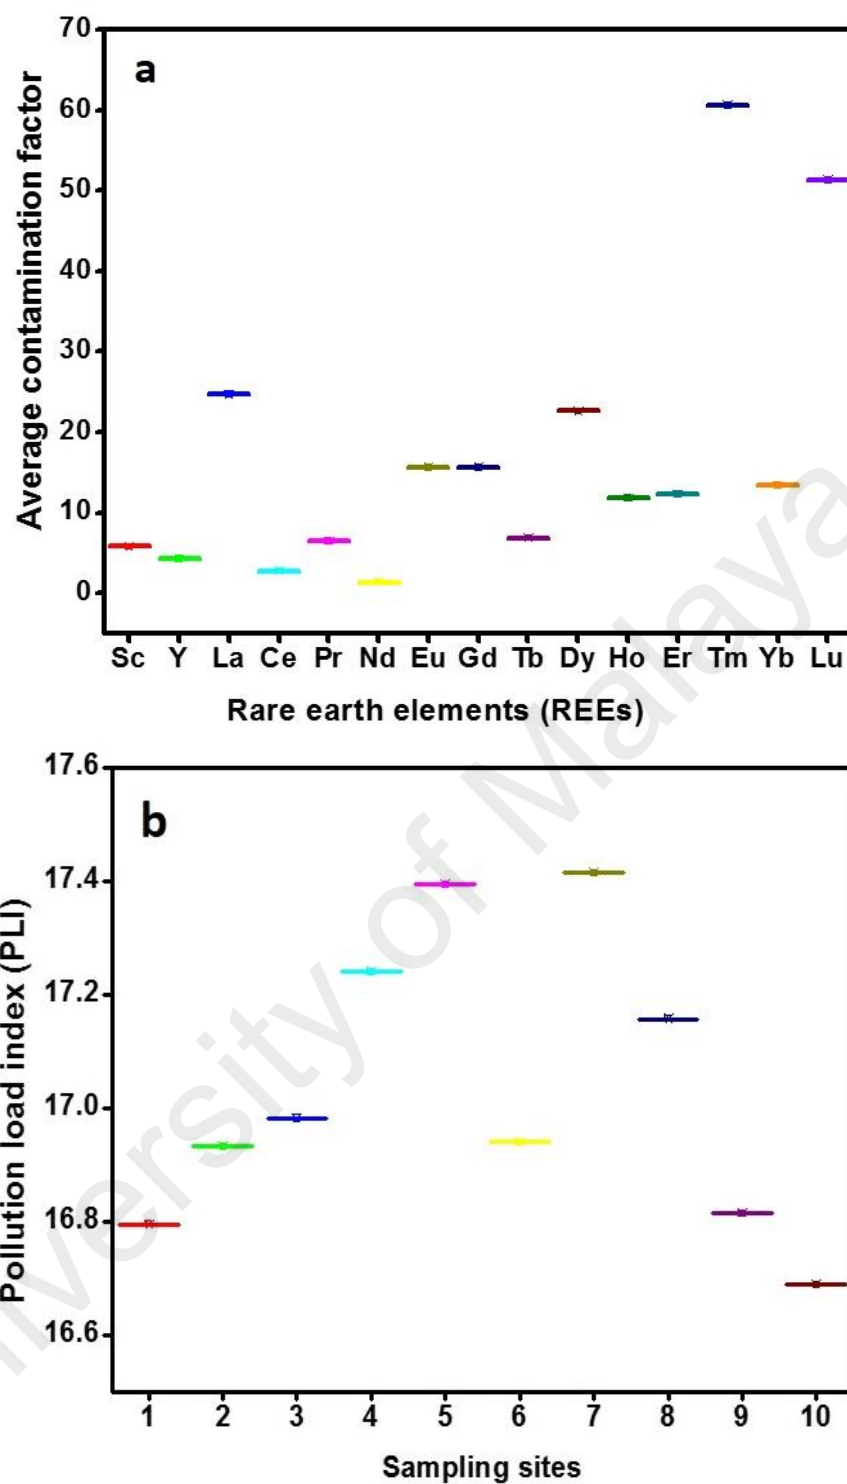 a
Average contamination factor
70
60
50
40
30
20
10
0
Sc Y La Ce Pr Nd Eu Gd Tb Dy Ho Er Tm Yb Lu
Rare earth elements (REEs)
b
Pollution load index (PLI)
17.6
17.4
17.2
17.0
16.8
16.6
1 2 3 4 5 6 7 8 9 10
Sampling sites
versity of Malaya